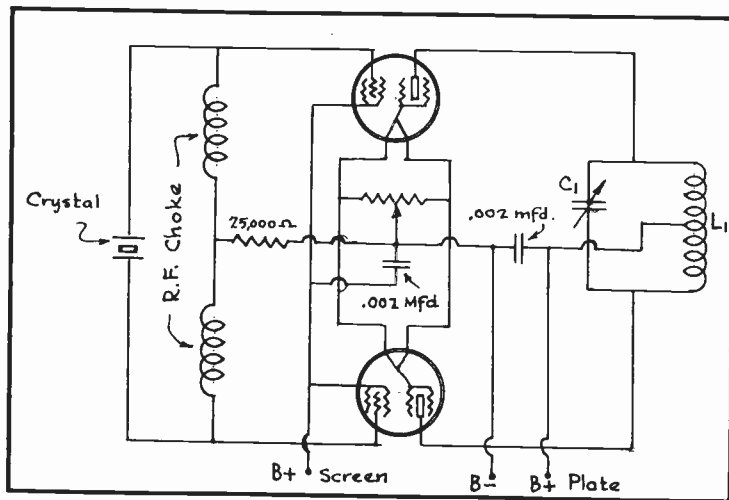 Crystal
R.F. Choke
25,000Ω
C1
.002 mfd.
L1
.002 Mfd
B+ Screen
B-
B+ Plate